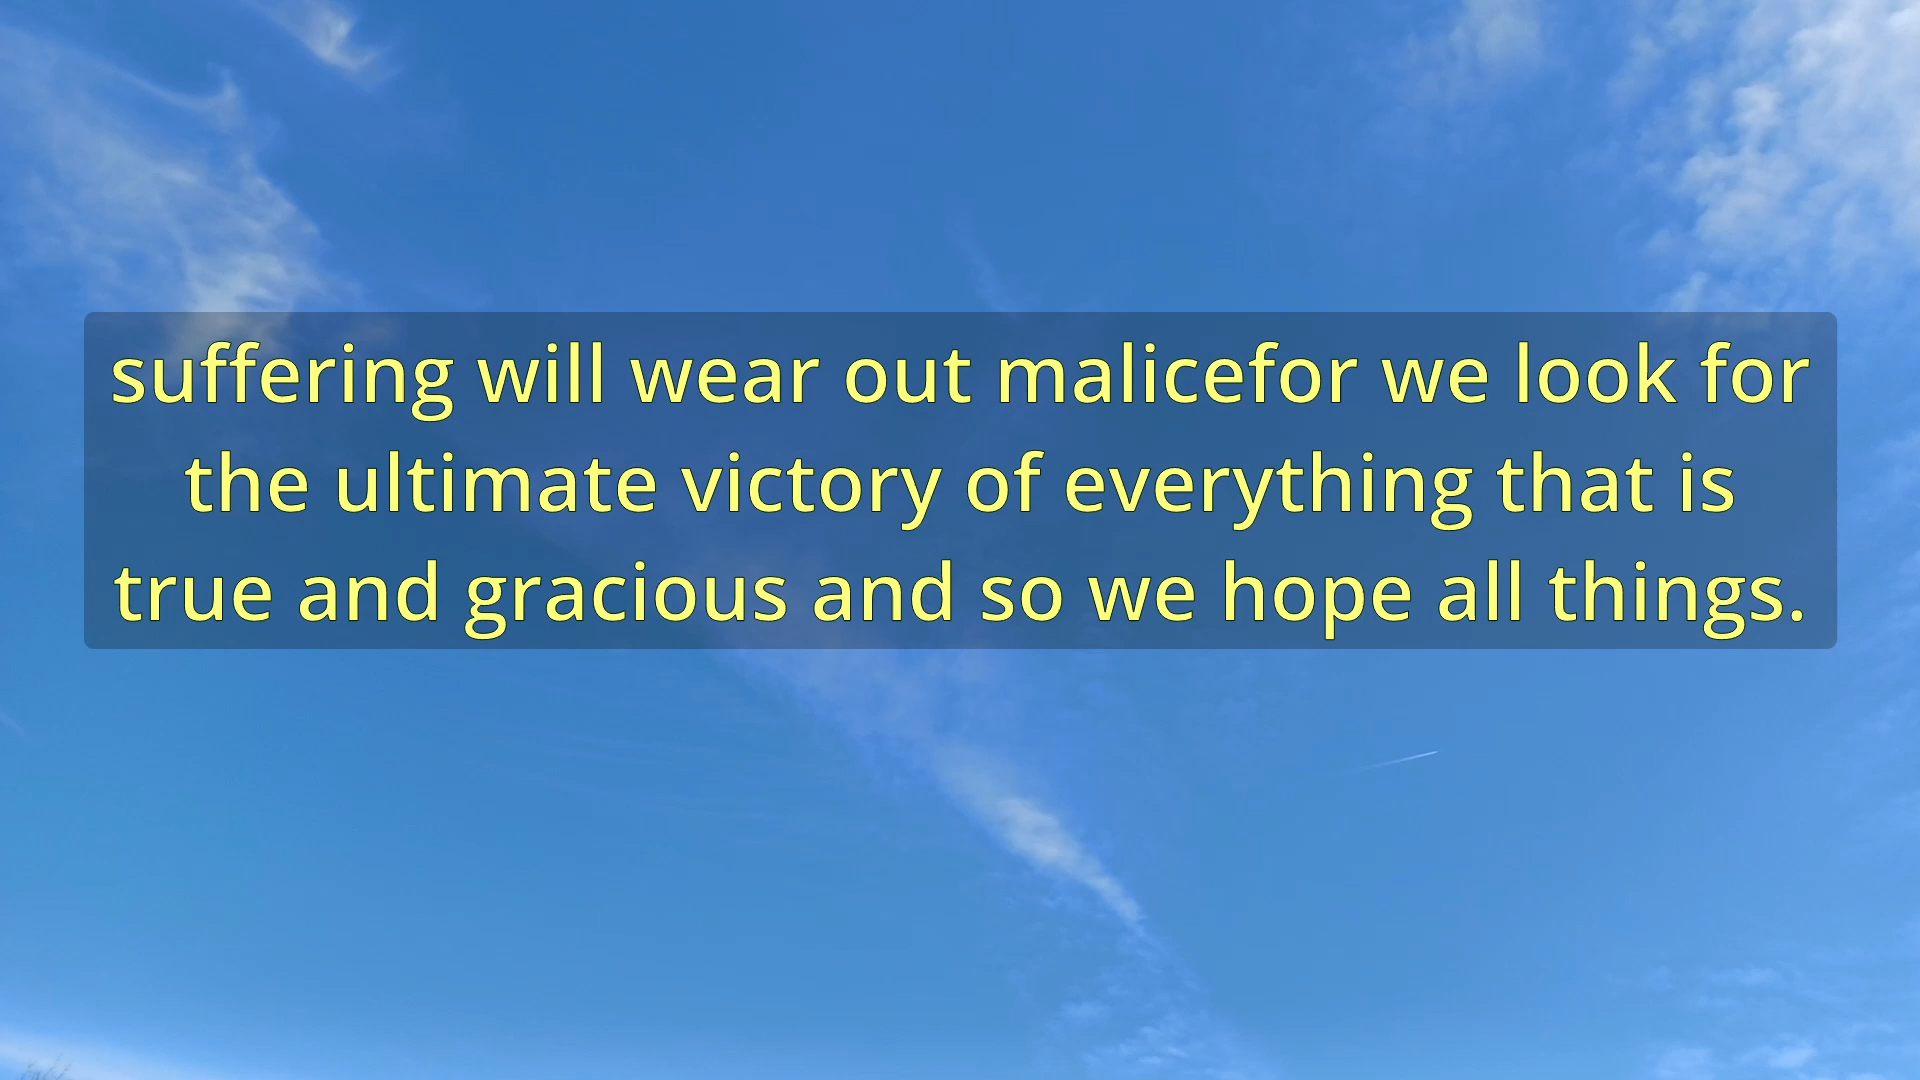 suffering will wear out malicefor we look for
the ultimate victory of everything that is
true and gracious and so we hope all things.